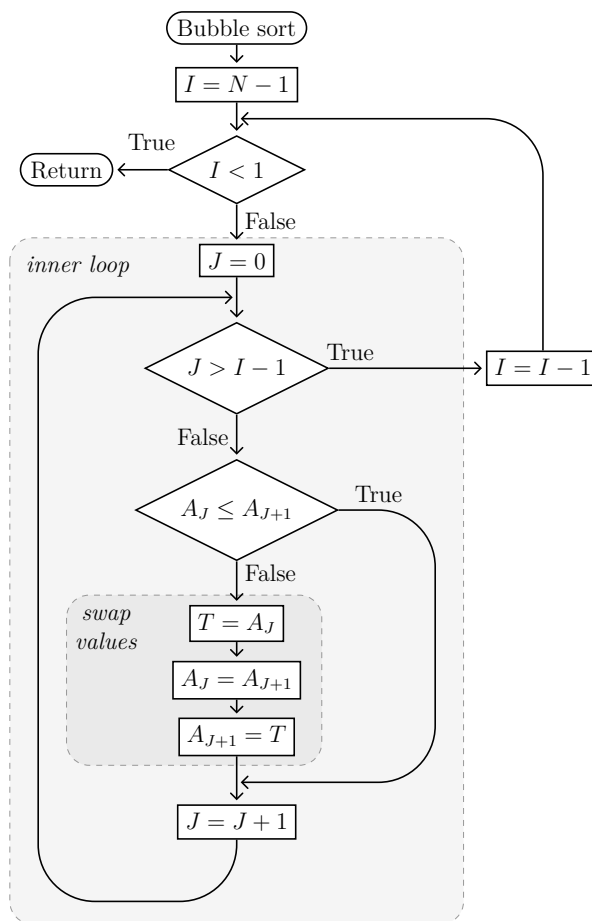 Bubble sort
I = N − 1
True
Return
I < 1
False
inner loop
J = 0
J > I − 1
True
I = I − 1
False
A_J ≤ A_{J+1}
True
False
swap
values
T = A_J
A_J = A_{J+1}
A_{J+1} = T
J = J + 1